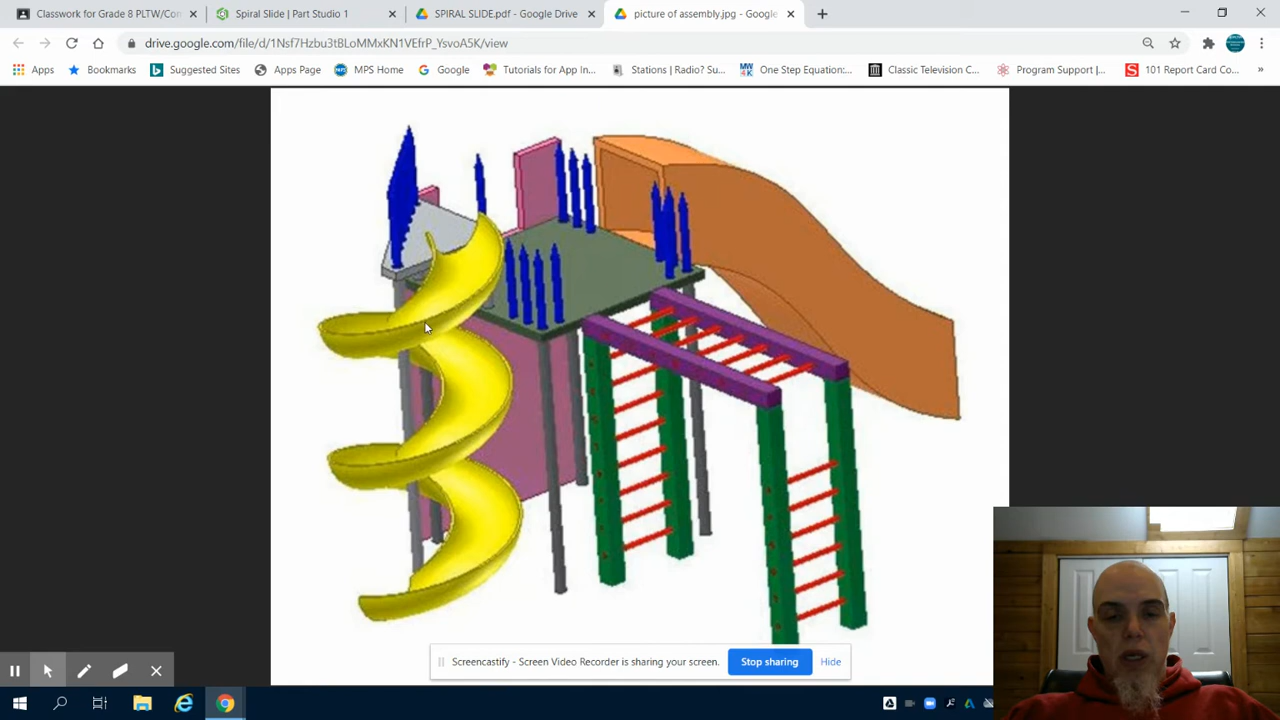 Classwork for Grade 8 PLTW/Con
Spiral Slide | Part Studio 1
SPIRAL SLIDE.pdf - Google Drive
picture of assembly.jpg - Google
drive.google.com/file/d/1Nsf7Hzbu3tBLoMMxKN1VEfrP_YsvoA5K/view
Apps
Bookmarks
Suggested Sites
Apps Page
MPS Home
Google
Tutorials for App In...
Stations | Radio? Su...
One Step Equation:...
Classic Television C...
Program Support |...
101 Report Card Co...
Screencastify - Screen Video Recorder is sharing your screen.
Stop sharing
Hide